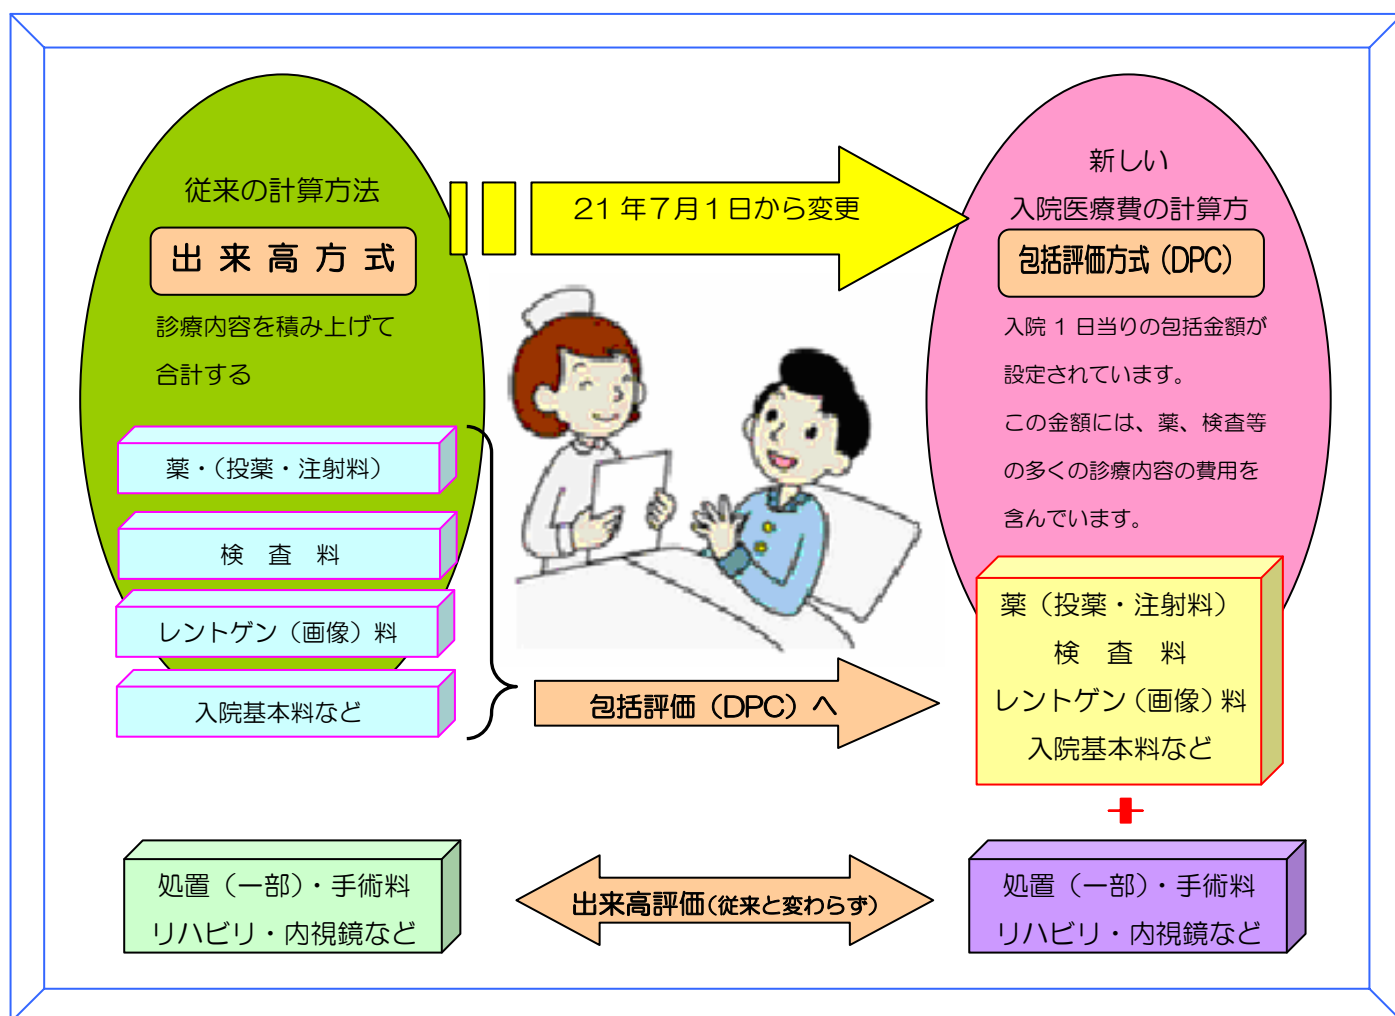 従来の計算方法
出来高方式
診療内容を積み上げて
合計する
薬・(投薬・注射料)
検 査 料
レントゲン(画像)料
入院基本料など
処置(一部)・手術料
リハビリ・内視鏡など
21年7月1日から変更
包括評価(DPC)へ
出来高評価(従来と変わらず)
新しい
入院医療費の計算方
包括評価方式(DPC)
入院1日当りの包括金額が
設定されています。
この金額には、薬、検査等
の多くの診療内容の費用を
含んでいます。
薬(投薬・注射料)
検 査 料
レントゲン(画像)料
入院基本料など
+
処置(一部)・手術料
リハビリ・内視鏡など